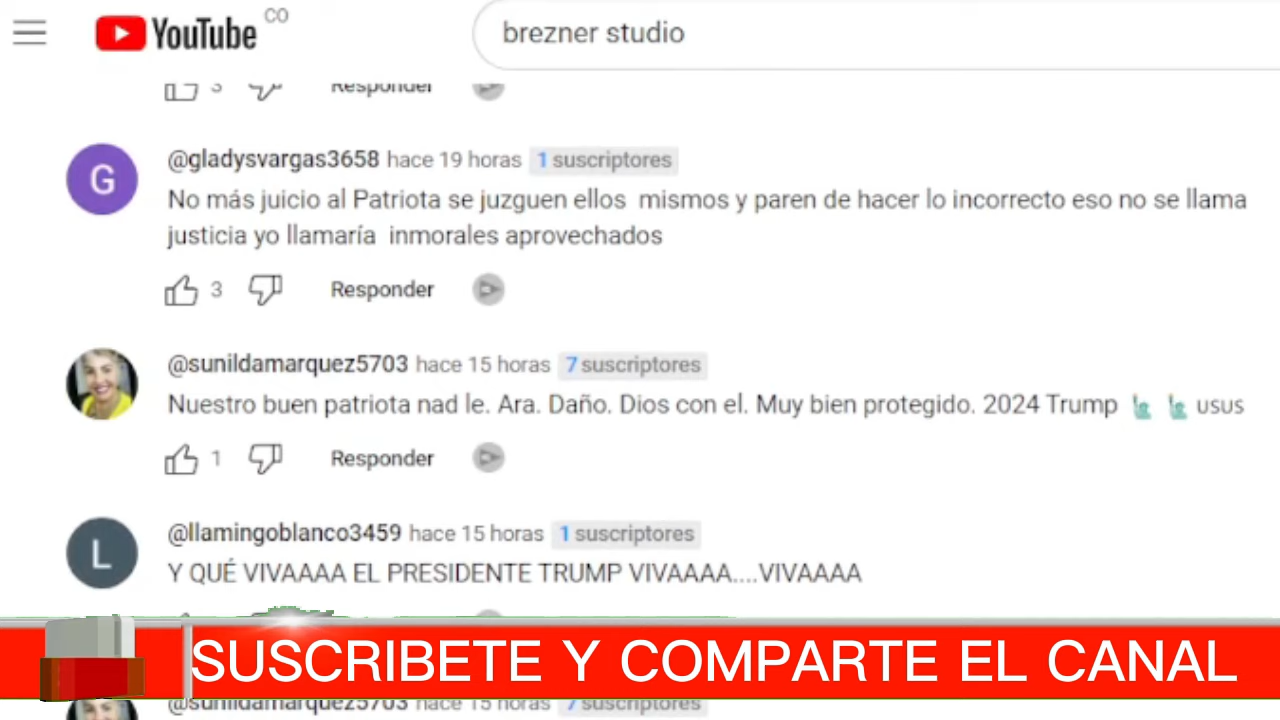 YouTube CO
brezner studio
3 Responder
@gladysvargas3658 hace 19 horas 1 suscriptores
No más juicio al Patriota se juzguen ellos mismos y paren de hacer lo incorrecto eso no se llama
justicia yo llamaría inmorales aprovechados
3 Responder
@sunildamarquez5703 hace 15 horas 7 suscriptores
Nuestro buen patriota nad le. Ara. Daño. Dios con el. Muy bien protegido. 2024 Trump 🗽 🗽 USUS
1 Responder
@llamingoblanco3459 hace 15 horas 1 suscriptores
Y QUÉ VIVAAAA EL PRESIDENTE TRUMP VIVAAAA....VIVAAAA
SUSCRIBETE Y COMPARTE EL CANAL
@sunildamarquez5703 hace 15 horas 7 suscriptores
G
L